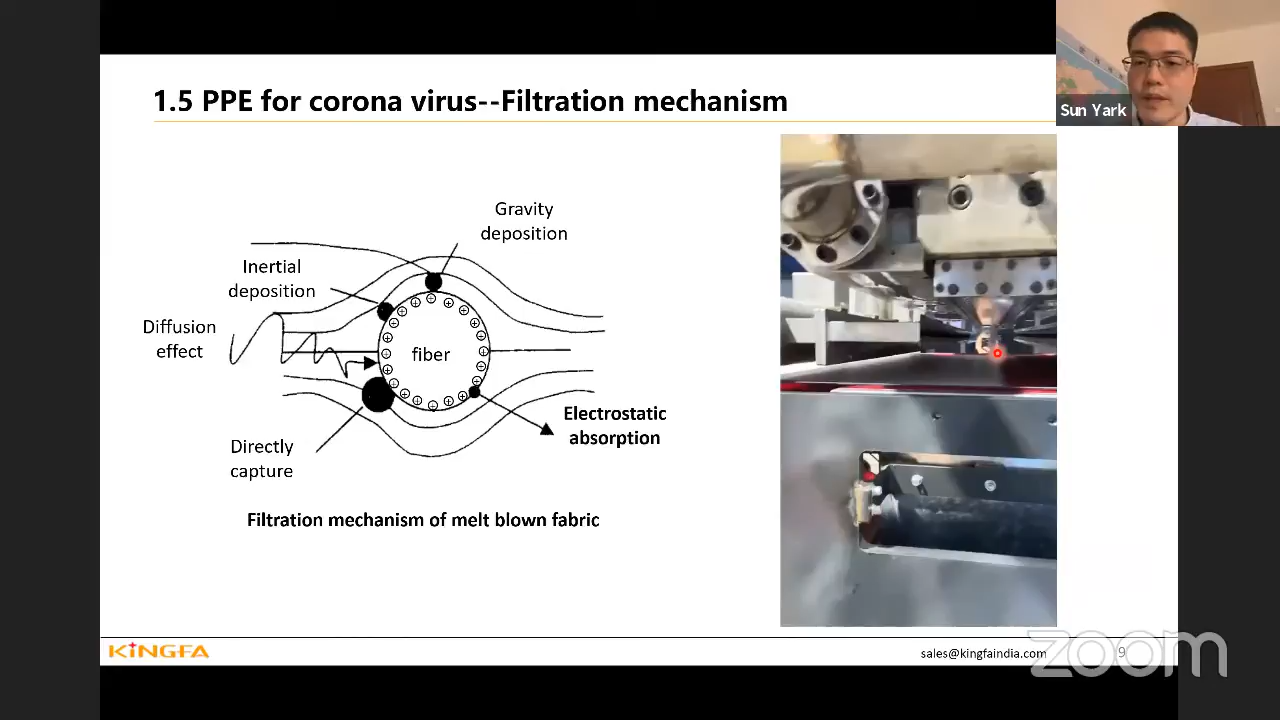 1.5 PPE for corona virus--Filtration mechanism
Sun Yark
Gravity
deposition
Inertial
deposition
Diffusion
effect
fiber
Electrostatic
absorption
Directly
capture
Filtration mechanism of melt blown fabric
KINGFA
sales@kingfaindia.com
9
zoom